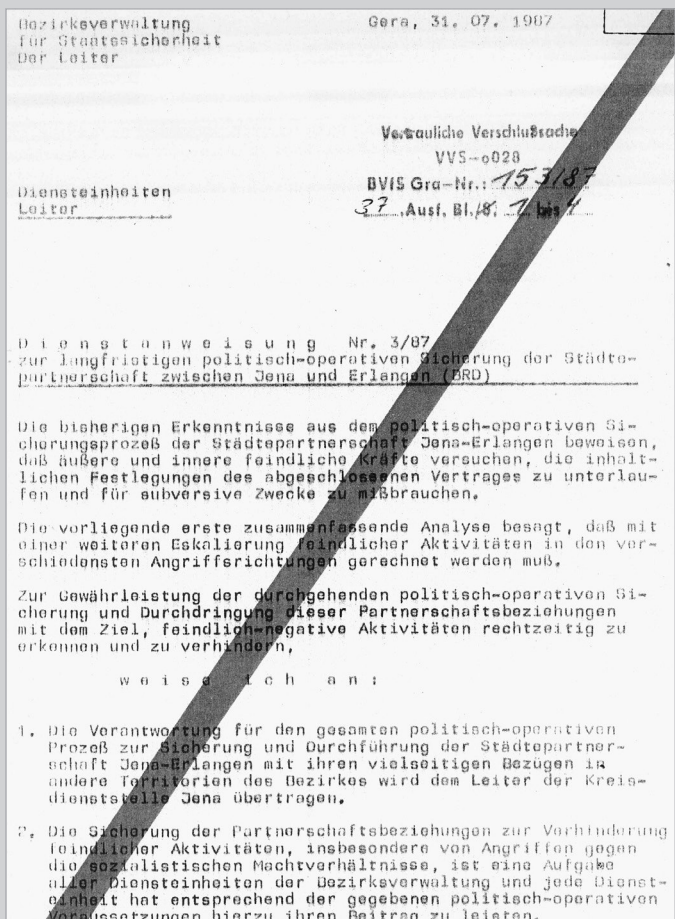 Bezirksverwaltung
für Staatssicherheit
Der Leiter
Gera, 31. 07. 1987
Vertrauliche Verschlußsache
VVS-o028
BVfS Gra-Nr.: 153/87
37 .Ausf. Bl./S. 1 bis 4
Diensteinheiten
Leiter
D i e n s t a n w e i s u n g Nr. 3/87
zur langfristigen politisch-operativen Sicherung der Städte-
partnerschaft zwischen Jena und Erlangen (BRD)
Die bisherigen Erkenntnisse aus dem politisch-operativen Si-
cherungsprozeß der Städtepartnerschaft Jena-Erlangen beweisen,
daß äußere und innere feindliche Kräfte versuchen, die inhalt-
lichen Festlegungen des abgeschlossenen Vertrages zu unterlau-
fen und für subversive Zwecke zu mißbrauchen.
Die vorliegende erste zusammenfassende Analyse besagt, daß mit
einer weiteren Eskalierung feindlicher Aktivitäten in den ver-
schiedensten Angriffsrichtungen gerechnet werden muß.
Zur Gewährleistung der durchgehenden politisch-operativen Si-
cherung und Durchdringung dieser Partnerschaftsbeziehungen
mit dem Ziel, feindlich-negative Aktivitäten rechtzeitig zu
erkennen und zu verhindern,
w e i s e i c h a n :
1. Die Verantwortung für den gesamten politisch-operativen
Prozeß zur Sicherung und Durchführung der Städtepartner-
schaft Jena-Erlangen mit ihren vielseitigen Bezügen in
andere Territorien des Bezirkes wird dem Leiter der Kreis-
dienststelle Jena übertragen.
2. Die Sicherung der Partnerschaftsbeziehungen zur Verhinderung
feindlicher Aktivitäten, insbesondere von Angriffen gegen
die sozialistischen Machtverhältnisse, ist eine Aufgabe
aller Diensteinheiten der Bezirksverwaltung und jede Dienst-
einheit hat entsprechend der gegebenen politisch-operativen
Voraussetzungen hierzu ihren Beitrag zu leisten.